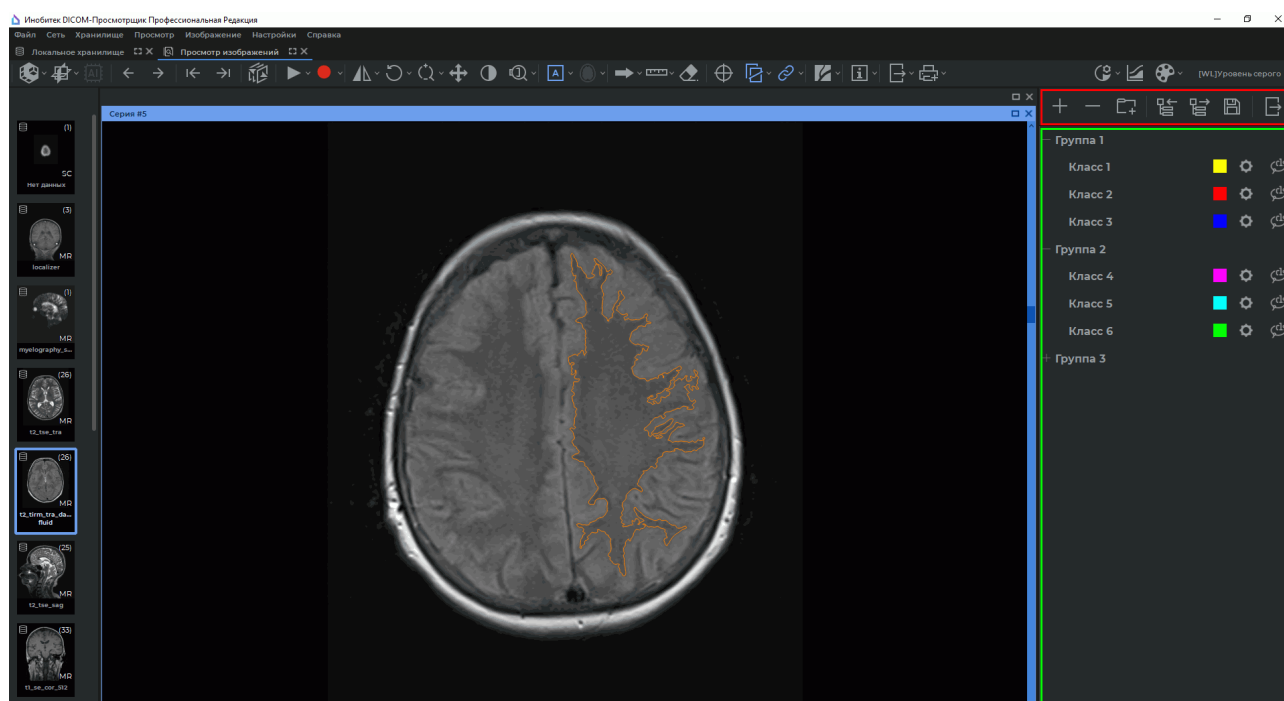 Инобитек DICOM-Просмотрщик Профессиональная Редакция
Файл Сеть Хранилище Просмотр Изображение Настройки Справка
Локальное хранилище Просмотр изображений
AI
A
[WL]Уровень серого
Серия #5
(1)
SC
Нет данных
(3)
MR
localizer
(1)
MR
myelography_s...
(26)
MR
t2_tse_tra
(26)
MR
t2_tirm_tra_da...
fluid
(25)
MR
t2_tse_sag
(33)
MR
t1_se_cor_512
Группа 1
Класс 1
Класс 2
Класс 3
Группа 2
Класс 4
Класс 5
Класс 6
Группа 3